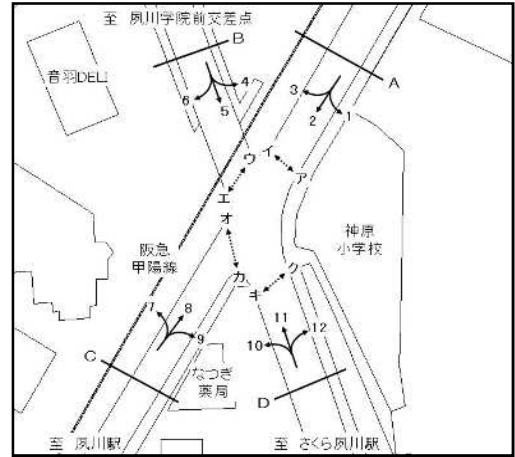 至 夙川学院前交差点
B
音羽DELI
A
4
6
5
3
2
1
ウ
イ
ア
エ
オ
神原
小学校
阪急
甲陽線
カ
キ
ク
7
8
9
11
10
12
C
なつぎ
薬局
D
至 夙川駅
至 さくら夙川駅